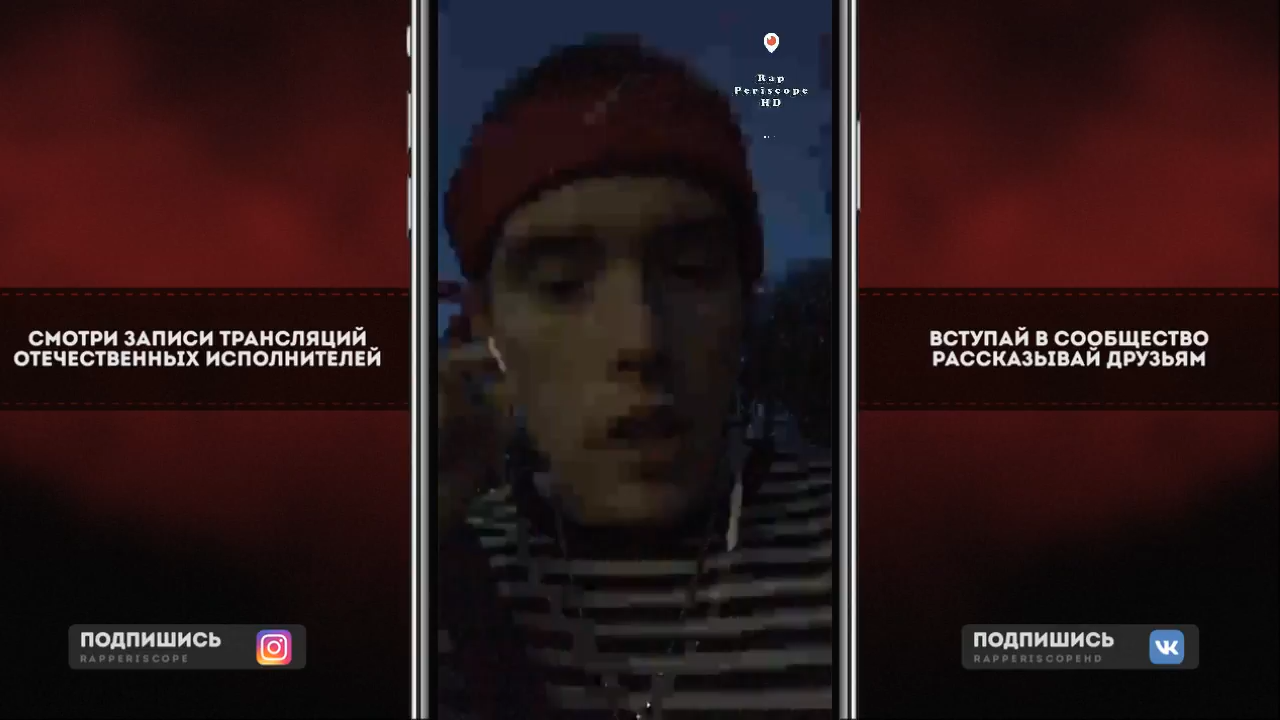 Rap
Periscope
HD
...
СМОТРИ ЗАПИСИ ТРАНСЛЯЦИЙ
ОТЕЧЕСТВЕННЫХ ИСПОЛНИТЕЛЕЙ
ВСТУПАЙ В СООБЩЕСТВО
РАССКАЗЫВАЙ ДРУЗЬЯМ
ПОДПИШИСЬ
RAPPERISCOPE
ПОДПИШИСЬ
RAPPERISCOPEHD